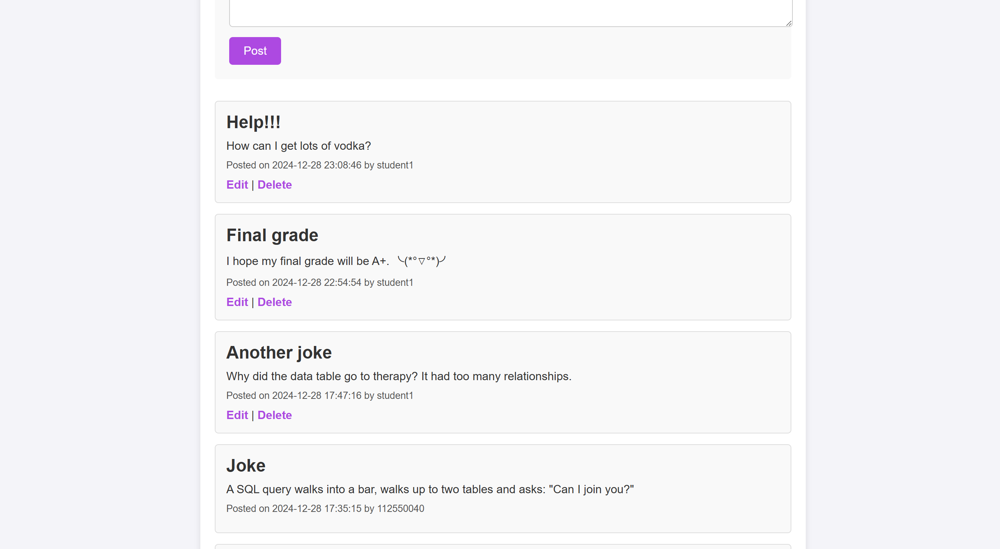 Post
Help!!!
How can I get lots of vodka?
Posted on 2024-12-28 23:08:46 by student1
Edit | Delete
Final grade
I hope my final grade will be A+. ╰(*°▽°*)╯
Posted on 2024-12-28 22:54:54 by student1
Edit | Delete
Another joke
Why did the data table go to therapy? It had too many relationships.
Posted on 2024-12-28 17:47:16 by student1
Edit | Delete
Joke
A SQL query walks into a bar, walks up to two tables and asks: "Can I join you?"
Posted on 2024-12-28 17:35:15 by 112550040